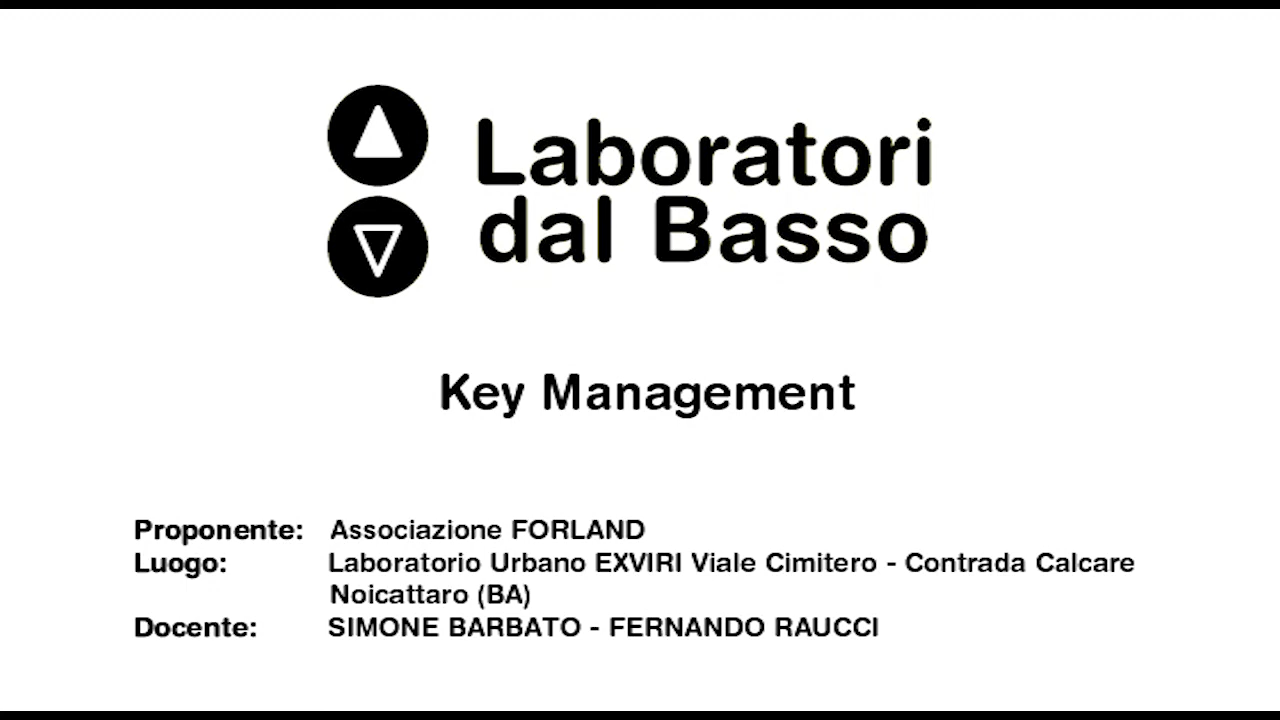 Laboratori
dal Basso
Key Management
Proponente: Associazione FORLAND
Luogo: Laboratorio Urbano EXVIRI Viale Cimitero - Contrada Calcare
Noicattaro (BA)
Docente: SIMONE BARBATO - FERNANDO RAUCCI